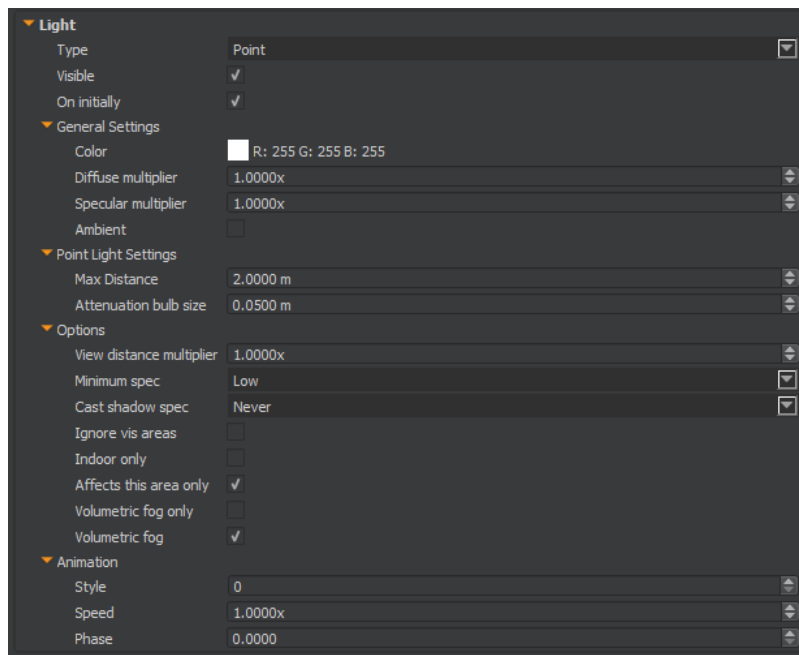 Light
Type Point
Visible
On initially
General Settings
Color R: 255 G: 255 B: 255
Diffuse multiplier 1.0000x
Specular multiplier 1.0000x
Ambient
Point Light Settings
Max Distance 2.0000 m
Attenuation bulb size 0.0500 m
Options
View distance multiplier 1.0000x
Minimum spec Low
Cast shadow spec Never
Ignore vis areas
Indoor only
Affects this area only
Volumetric fog only
Volumetric fog
Animation
Style 0
Speed 1.0000x
Phase 0.0000